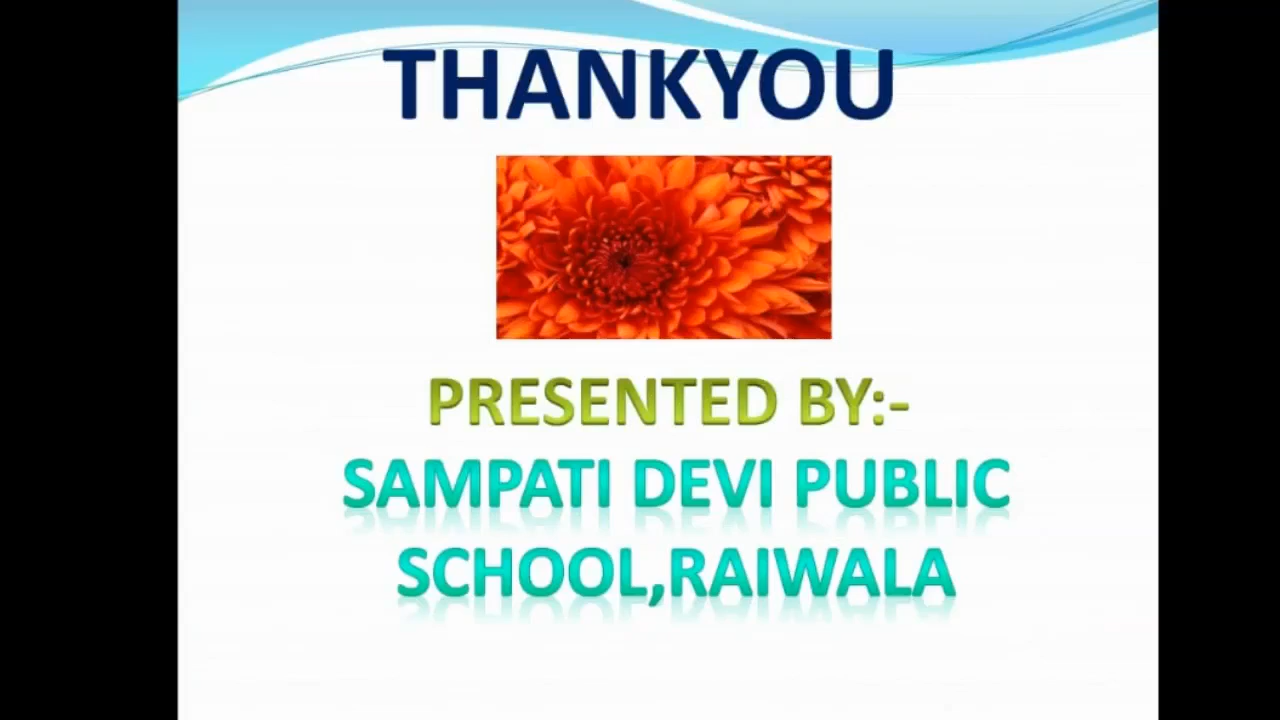 THANKYOU
PRESENTED BY:-
SAMPATI DEVI PUBLIC
SCHOOL,RAIWALA